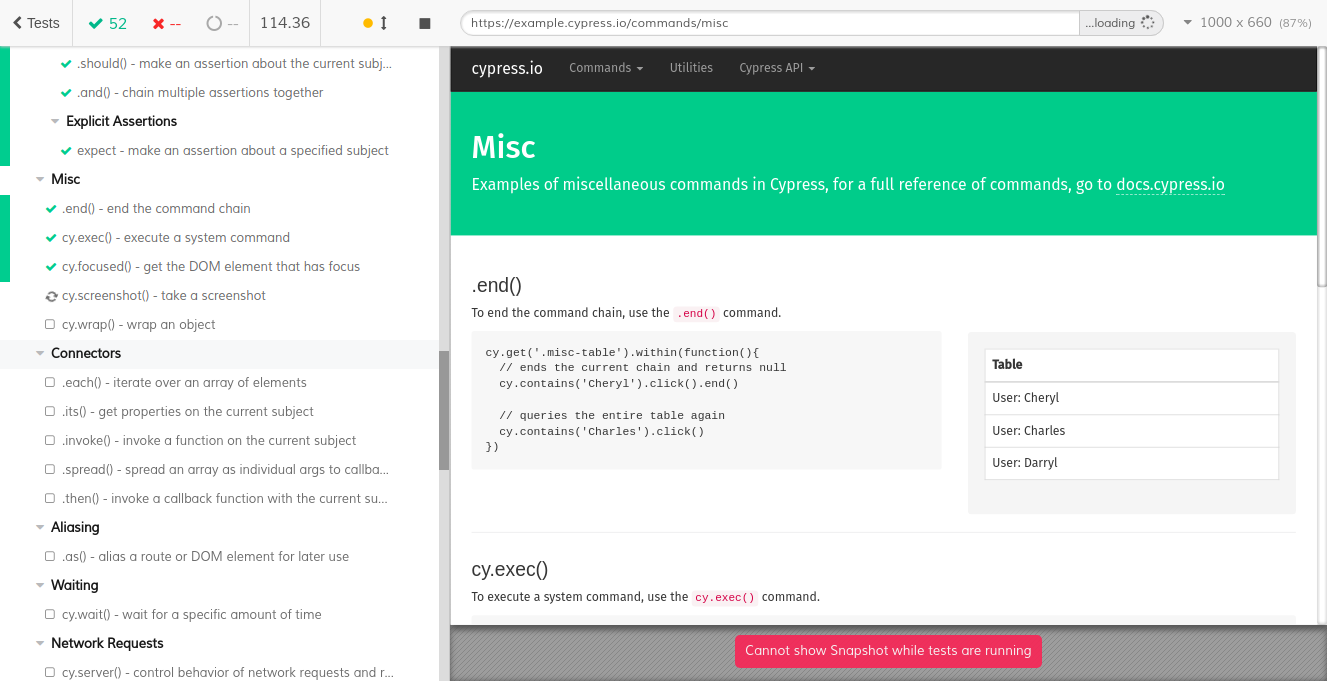 Tests 52 -- -- 114.36 https://example.cypress.io/commands/misc ...loading 1000 x 660 (87%)
.should() - make an assertion about the current subj...
.and() - chain multiple assertions together
Explicit Assertions
expect - make an assertion about a specified subject
Misc
.end() - end the command chain
cy.exec() - execute a system command
cy.focused() - get the DOM element that has focus
cy.screenshot() - take a screenshot
cy.wrap() - wrap an object
Connectors
.each() - iterate over an array of elements
.its() - get properties on the current subject
.invoke() - invoke a function on the current subject
.spread() - spread an array as individual args to callba...
.then() - invoke a callback function with the current su...
Aliasing
.as() - alias a route or DOM element for later use
Waiting
cy.wait() - wait for a specific amount of time
Network Requests
cy.server() - control behavior of network requests and r...
cypress.io Commands Utilities Cypress API
Misc
Examples of miscellaneous commands in Cypress, for a full reference of commands, go to docs.cypress.io
.end()
To end the command chain, use the .end() command.
cy.get('.misc-table').within(function(){
// ends the current chain and returns null
cy.contains('Cheryl').click().end()
// queries the entire table again
cy.contains('Charles').click()
})
Table
User: Cheryl
User: Charles
User: Darryl
cy.exec()
To execute a system command, use the cy.exec() command.
Cannot show Snapshot while tests are running